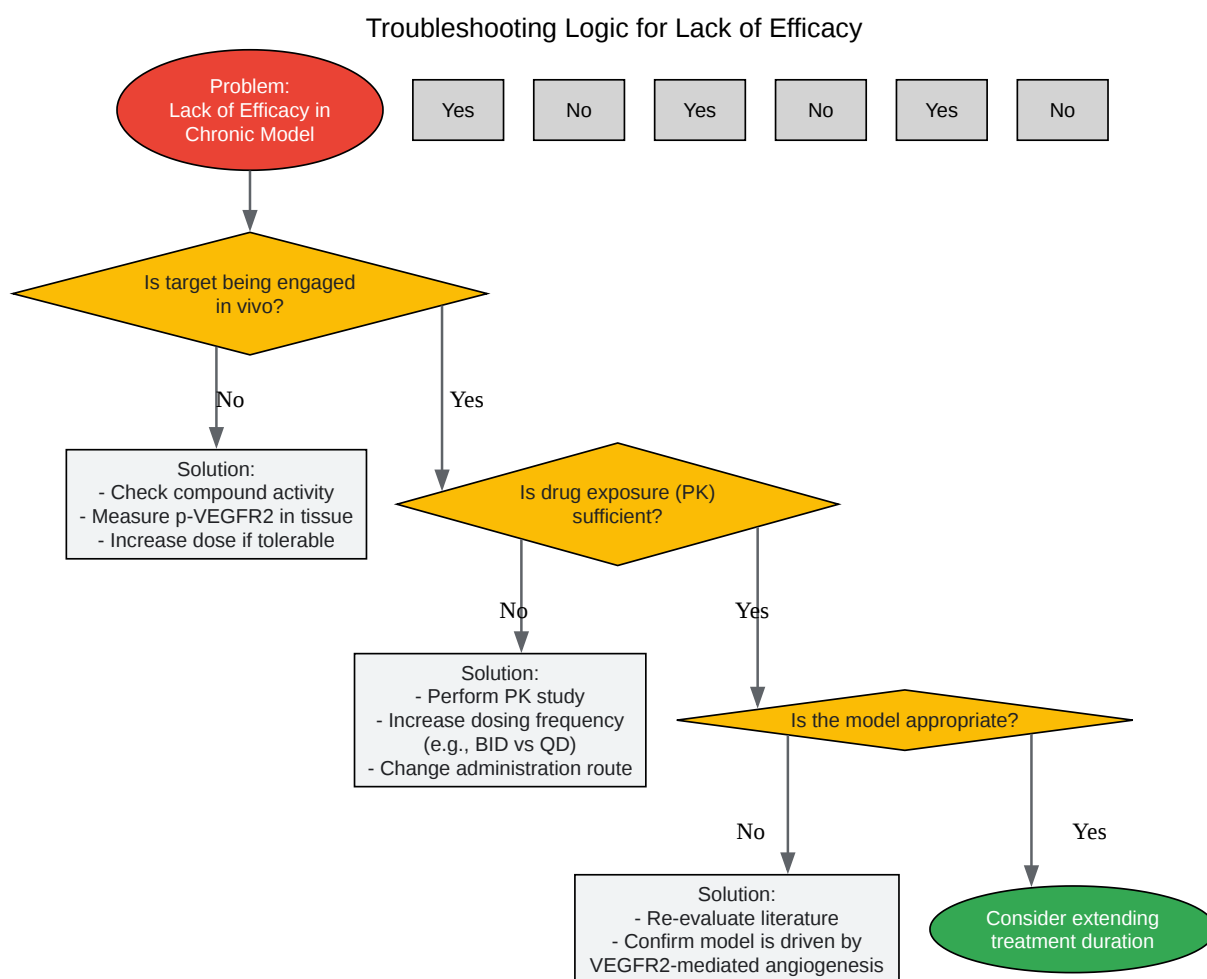 Troubleshooting Logic for Lack of Efficacy
Problem:
Lack of Efficacy in
Chronic Model
Yes
No
Yes
No
Yes
No
Is target being engaged
in vivo?
No
Yes
Solution:
- Check compound activity
- Measure p-VEGFR2 in tissue
- Increase dose if tolerable
Is drug exposure (PK)
sufficient?
No
Yes
Solution:
- Perform PK study
- Increase dosing frequency
(e.g., BID vs QD)
- Change administration route
Is the model appropriate?
No
Yes
Solution:
- Re-evaluate literature
- Confirm model is driven by
VEGFR2-mediated angiogenesis
Consider extending
treatment duration